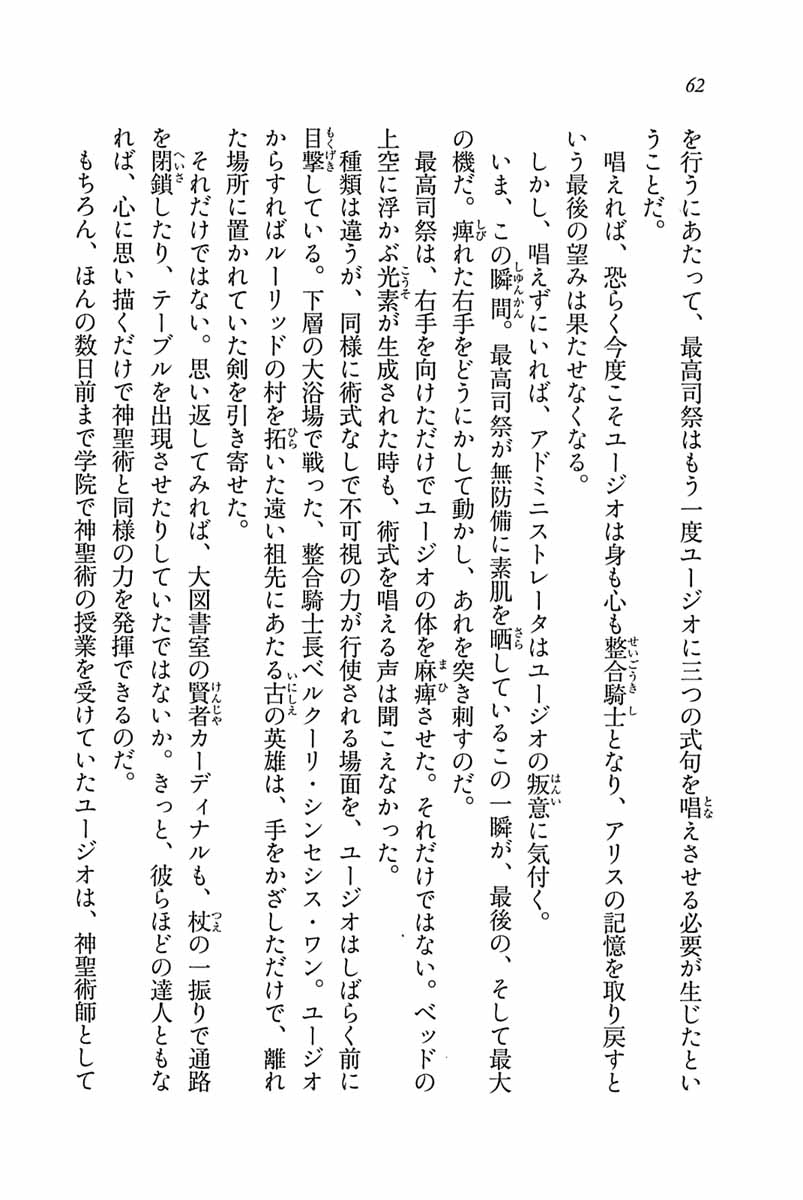 62
を行うにあたって、最高司祭はもう一度ユージオに三つの式句を唱えさせる必要が生じたとい
うことだ。
　唱えれば、恐らく今度こそユージオは身も心も整合騎士となり、アリスの記憶を取り戻すと
いう最後の望みは果たせなくなる。
　しかし、唱えずにいれば、アドミニストレータはユージオの叛意に気付く。
　いま、この瞬間。最高司祭が無防備に素肌を晒しているこの一瞬が、最後の、そして最大
の機だ。痺れた右手をどうにかして動かし、あれを突き刺すのだ。
　最高司祭は、右手を向けただけでユージオの体を麻痺させた。それだけではない。ベッドの
上空に浮かぶ光素が生成された時も、術式を唱える声は聞こえなかった。
　種類は違うが、同様に術式なしで不可視の力が行使される場面を、ユージオはしばらく前に
目撃している。下層の大浴場で戦った、整合騎士長ベルクーリ・シンセシス・ワン。ユージオ
からすればルーリッドの村を拓いた遠い祖先にあたる古の英雄は、手をかざしただけで、離れ
た場所に置かれていた剣を引き寄せた。
　それだけではない。思い返してみれば、大図書室の賢者カーディナルも、杖の一振りで通路
を閉鎖したり、テーブルを出現させたりしていたではないか。きっと、彼らほどの達人ともな
れば、心に思い描くだけで神聖術と同様の力を発揮できるのだ。
　もちろん、ほんの数日前まで学院で神聖術の授業を受けていたユージオは、神聖術師として